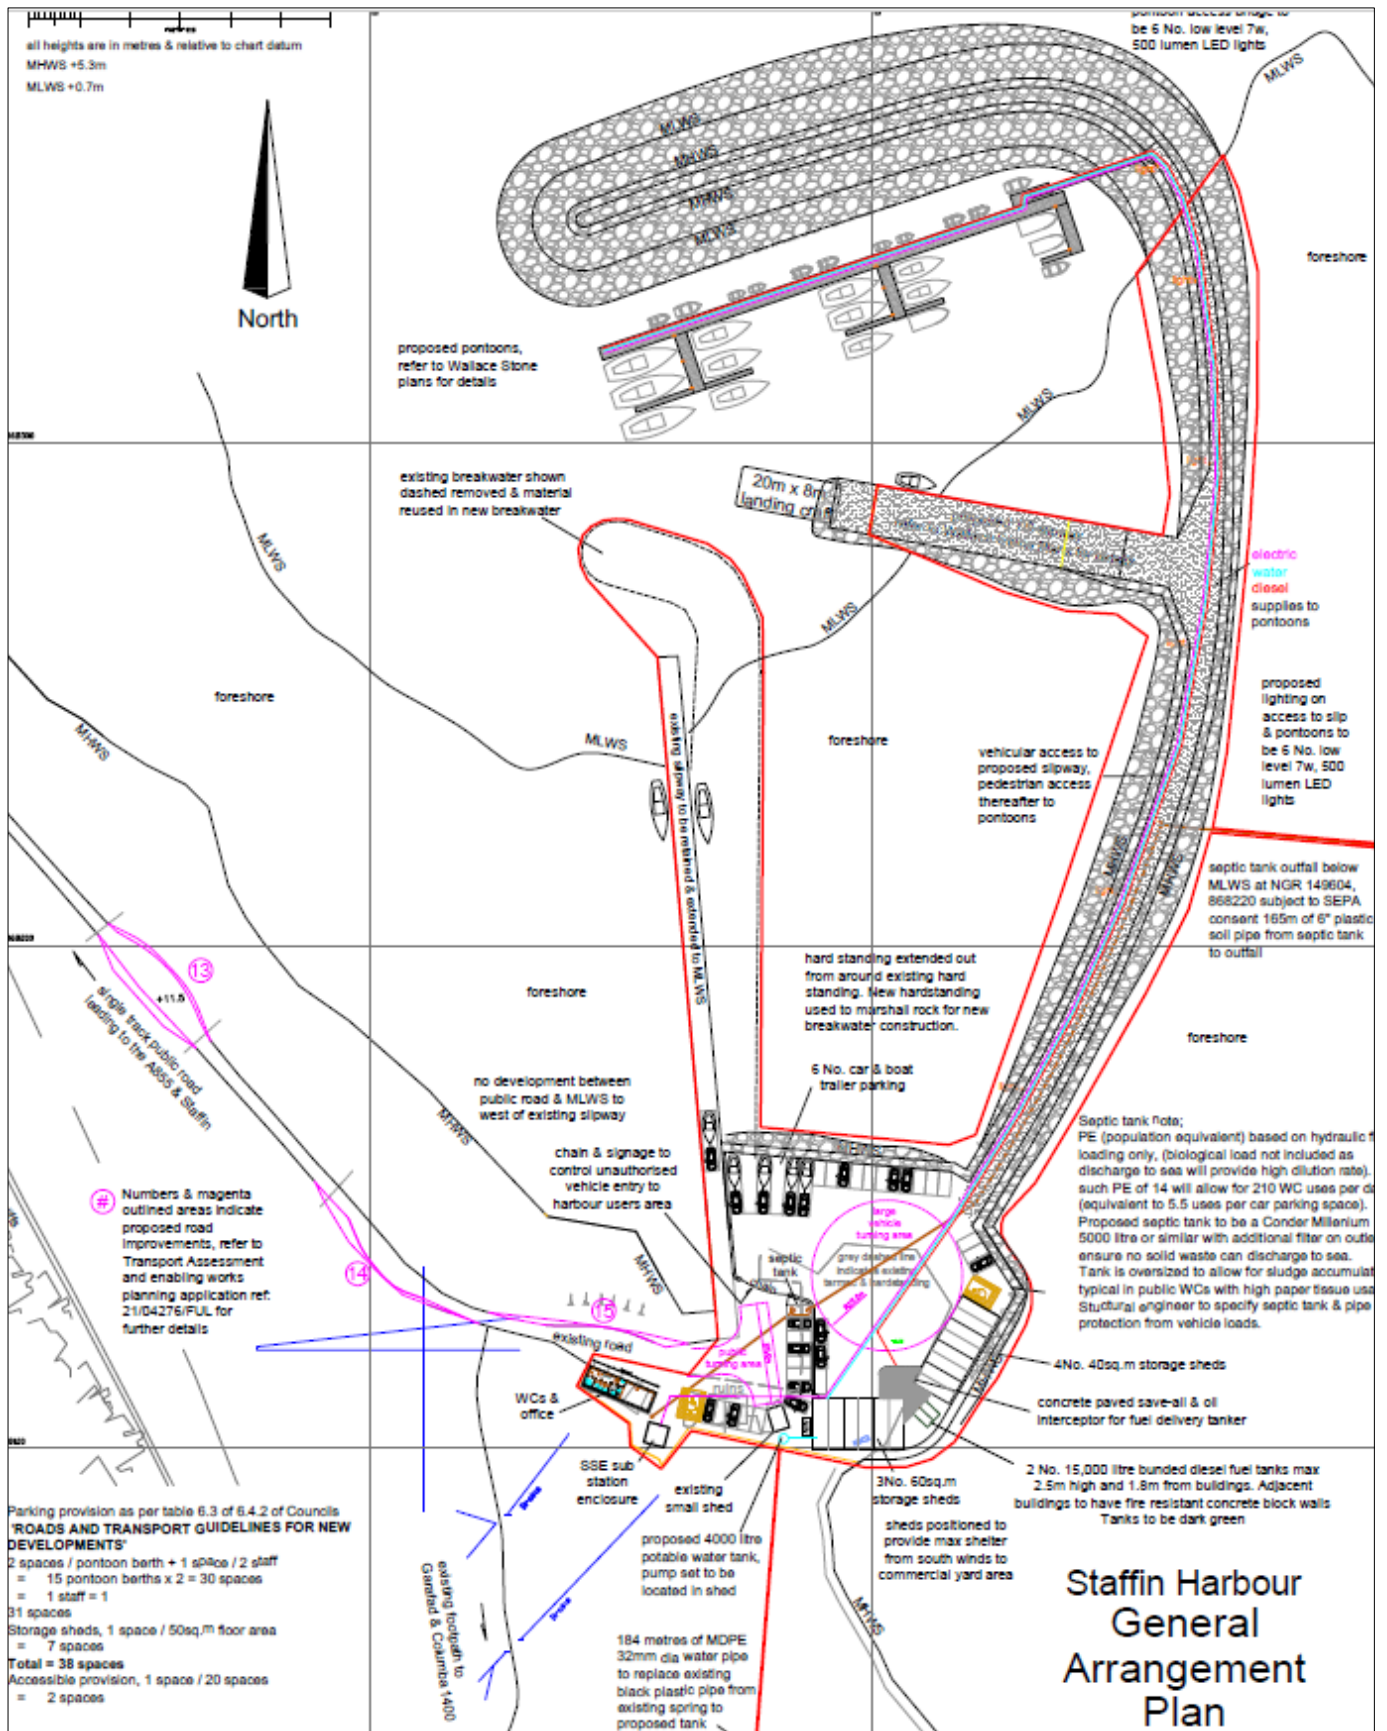 all heights are in metres & relative to chart datum
MHWS +5.3m
MLWS +0.7m
North
be 6 No. low level 7w,
500 lumen LED lights
MLWS
MLWS
MHWS
MHWS
MLWS
foreshore
proposed pontoons,
refer to Wallace Stone
plans for details
MLWS
existing breakwater shown
dashed removed & material
reused in new breakwater
20m x 8m
landing
MLWS
MLWS
electric
water
diesel
supplies to
pontoons
foreshore
MHWS
MLWS
existing slipway to be retained & extended to MLWS
foreshore
vehicular access to
proposed slipway,
pedestrian access
thereafter to
pontoons
proposed
lighting on
access to slip
& pontoons to
be 6 No. low
level 7w, 500
lumen LED
lights
MHWS
MHWS
septic tank outfall below
MLWS at NGR 149604,
868220 subject to SEPA
consent 165m of 6" plastic
soil pipe from septic tank
to outfall
13
+11.5
single track public road
leading to the A855 & Staffin
foreshore
hard standing extended out
from around existing hard
standing. New hardstanding
used to marshall rock for new
breakwater construction.
foreshore
6 No. car & boat
trailer parking
no development between
public road & MLWS to
west of existing slipway
MHWS
MHWS
chain & signage to
control unauthorised
vehicle entry to
harbour users area
Septic tank note;
PE (population equivalent) based on hydraulic
loading only, (biological load not included as
discharge to sea will provide high dilution rate).
such PE of 14 will allow for 210 WC uses per
(equivalent to 5.5 uses per car parking space).
Proposed septic tank to be a Conder Millenium
5000 litre or similar with additional filter on
ensure no solid waste can discharge to sea.
Tank is oversized to allow for sludge
typical in public WCs with high paper tissue
Stuctural engineer to specify septic tank & pipe
protection from vehicle loads.
#
Numbers & magenta
outlined areas indicate
proposed road
improvements, refer to
Transport Assessment
and enabling works
planning application ref:
21/04276/FUL for
further details
14
large
vehicle
turning area
grey dashed line
indicates existing
tarmac & hardstanding
septic
tank
chain
MHWS
15
existing road
public
turning area
ruins
WCs &
office
4No. 40sq.m storage sheds
concrete paved save-all & oil
interceptor for fuel delivery tanker
SSE sub
station
enclosure
existing
small shed
3No. 60sq.m
storage sheds
2 No. 15,000 litre bunded diesel fuel tanks max
2.5m high and 1.8m from buildings. Adjacent
buildings to have fire resistant concrete block walls
Tanks to be dark green
proposed 4000 litre
potable water tank,
pump set to be
located in shed
sheds positioned to
provide max shelter
from south winds to
commercial yard area
Parking provision as per table 6.3 of 6.4.2 of Councils
'ROADS AND TRANSPORT GUIDELINES FOR NEW
DEVELOPMENTS'
2 spaces / pontoon berth + 1 space / 2 staff
= 15 pontoon berths x 2 = 30 spaces
= 1 staff = 1
31 spaces
Storage sheds, 1 space / 50sq.m floor area
= 7 spaces
Total = 38 spaces
Accessible provision, 1 space / 20 spaces
= 2 spaces
existing footpath to
Garafad & Columba 1400
MHWS
184 metres of MDPE
32mm dia water pipe
to replace existing
black plastic pipe from
existing spring to
proposed tank
Staffin Harbour
General
Arrangement
Plan